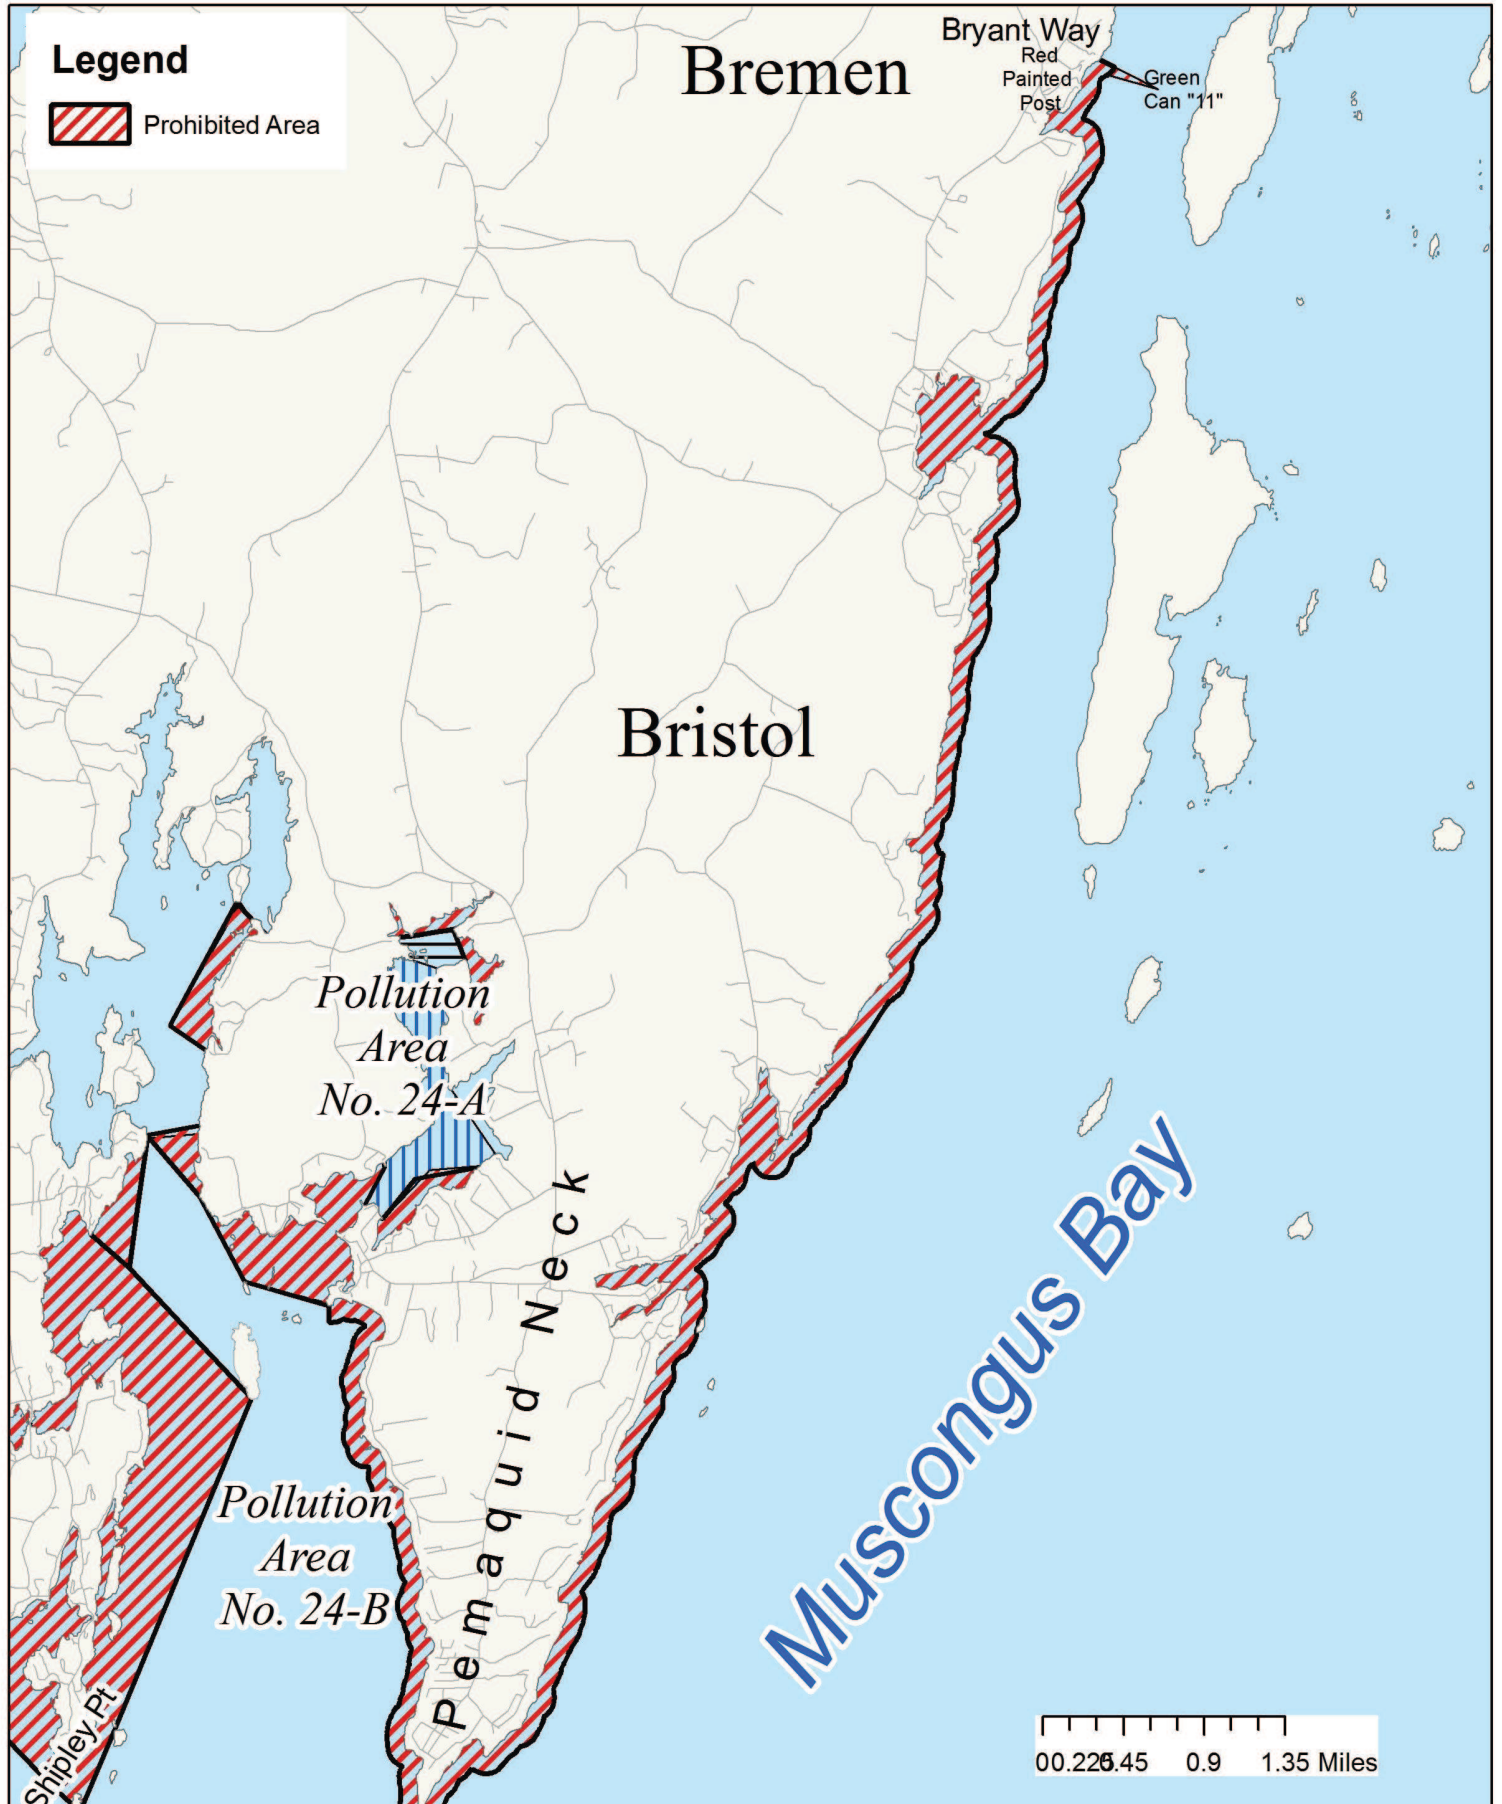 Legend
Prohibited Area
Bremen
Bryant Way
Red
Painted
Post
Green
Can "11"
Bristol
Pollution
Area
No. 24-A
Pemaquid Neck
Muscongus Bay
Pollution
Area
No. 24-B
Shipley Pt
0 0.225 0.45 0.9 1.35 Miles